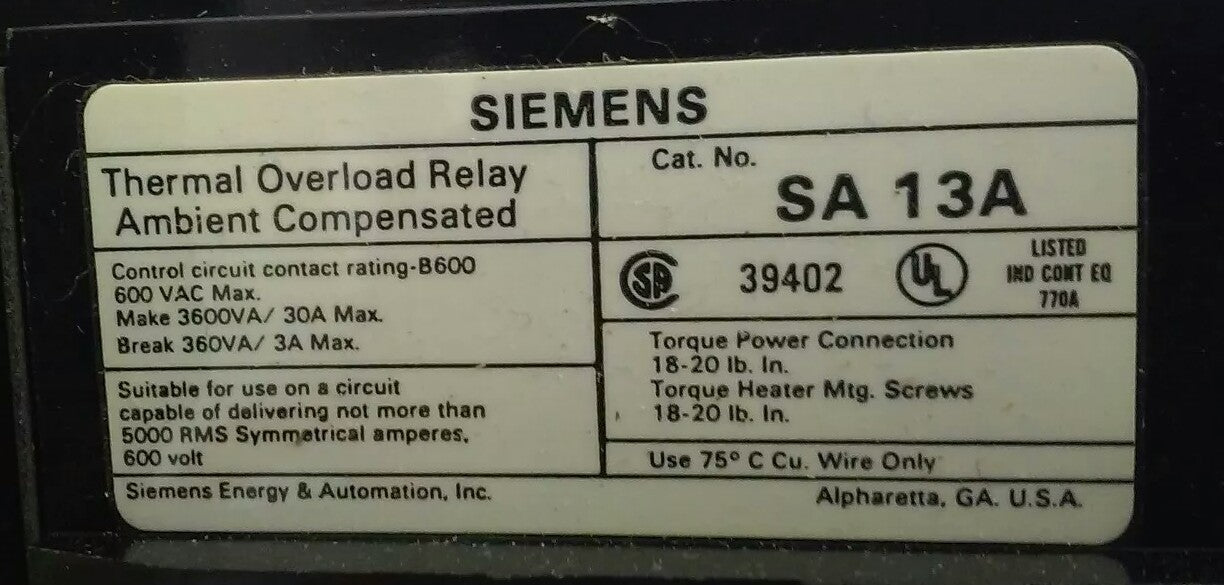 SIEMENS
Thermal Overload Relay
Ambient Compensated
Control circuit contact rating-B600
600 VAC Max.
Make 3600VA/ 30A Max.
Break 360VA/ 3A Max.
Suitable for use on a circuit
capable of delivering not more than
5000 RMS Symmetrical amperes,
600 volt
Cat. No.
SA 13A
SA 39402 UL
LISTED
IND CONT EQ
770A
Torque Power Connection
18-20 lb. In.
Torque Heater Mtg. Screws
18-20 lb. In.
Use 75° C Cu. Wire Only
Siemens Energy & Automation, Inc.
Alpharetta, GA. U.S.A.